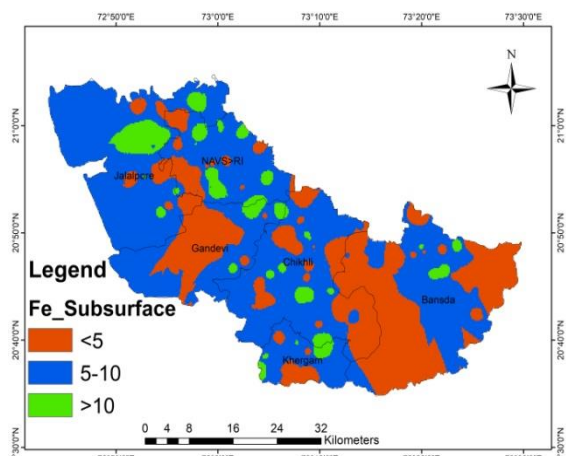 72°50'0"E 73°0'0"E 73°10'0"E 73°20'0"E 73°30'0"E
N
21°0'0"N 21°0'0"N
NAVS>RI
Jalalpore
20°50'0"N 20°50'0"N
Gandevi
Chikhli
Bansda
Legend
Fe_Subsurface
<5
5-10
>10
20°40'0"N 20°40'0"N
Khergam
0 4 8 16 24 32
Kilometers